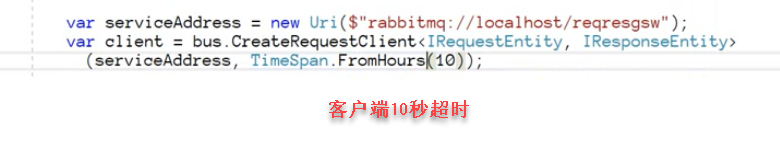 var serviceAddress = new Uri($"rabbitmq://localhost/reqresgsw");
var client = bus.CreateRequestClient<IRequestEntity, IResponseEntity>
(serviceAddress, TimeSpan.FromHours(10));
客户端10秒超时